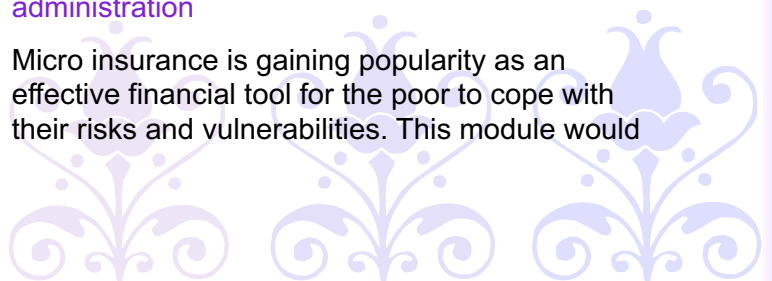 administration
Micro insurance is gaining popularity as an
effective financial tool for the poor to cope with
their risks and vulnerabilities. This module would